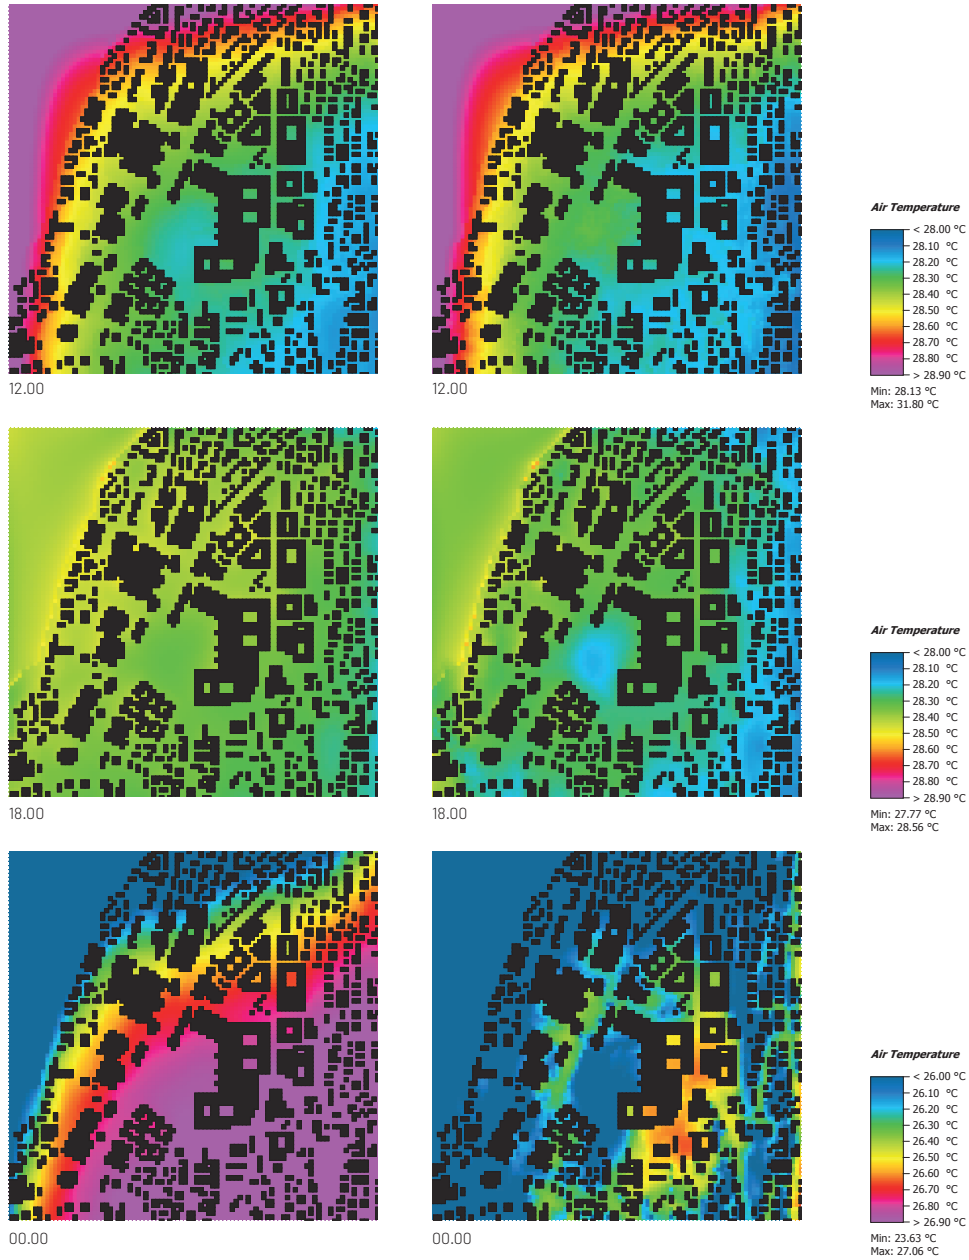 Air Temperature
< 28.00 °C
28.10 °C
28.20 °C
28.30 °C
28.40 °C
28.50 °C
28.60 °C
28.70 °C
28.80 °C
> 28.90 °C
Min: 28.13 °C
Max: 31.80 °C
12.00
12.00
Air Temperature
< 28.00 °C
28.10 °C
28.20 °C
28.30 °C
28.40 °C
28.50 °C
28.60 °C
28.70 °C
28.80 °C
> 28.90 °C
Min: 27.77 °C
Max: 28.56 °C
18.00
18.00
Air Temperature
< 26.00 °C
26.10 °C
26.20 °C
26.30 °C
26.40 °C
26.50 °C
26.60 °C
26.70 °C
26.80 °C
> 26.90 °C
Min: 23.63 °C
Max: 27.06 °C
00.00
00.00